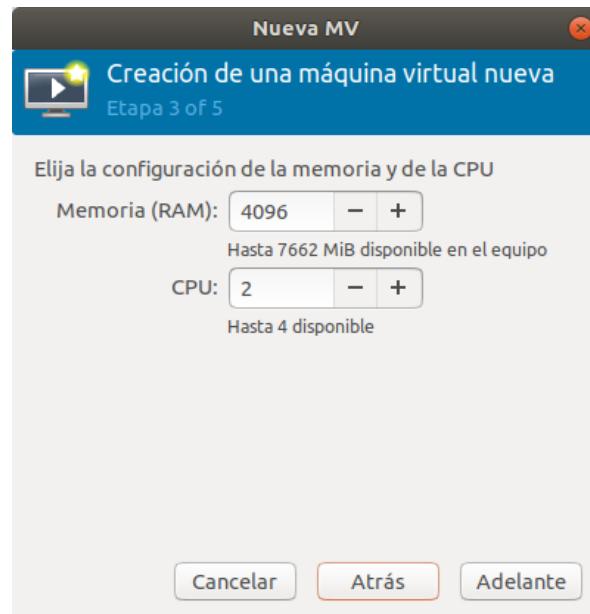 Nueva MV
Creación de una máquina virtual nueva
Etapa 3 of 5
Elija la configuración de la memoria y de la CPU
Memoria (RAM): 4096 − +
Hasta 7662 MiB disponible en el equipo
CPU: 2 − +
Hasta 4 disponible
Cancelar Atrás Adelante